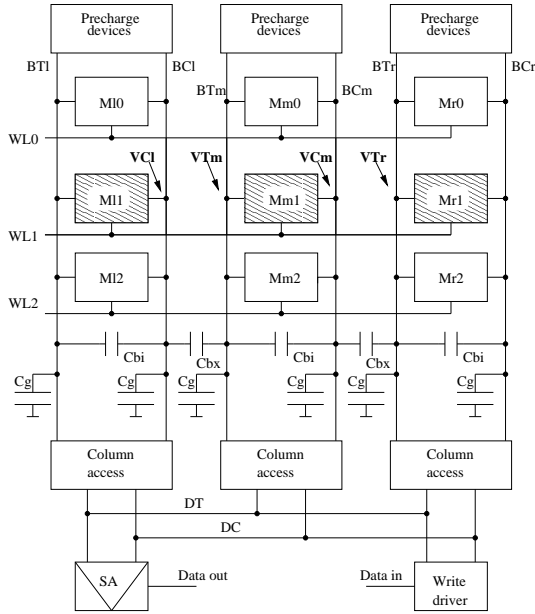 Precharge devices
Precharge devices
Precharge devices
BTl
BCl
BTm
BCm
BTr
BCr
Ml0
Mm0
Mr0
WL0
VCl
VTm
VCm
VTr
Ml1
Mm1
Mr1
WL1
Ml2
Mm2
Mr2
WL2
Cbi
Cbx
Cbi
Cbx
Cbi
Cg
Cg
Cg
Cg
Cg
Cg
Column access
Column access
Column access
DT
DC
SA
Data out
Data in
Write driver